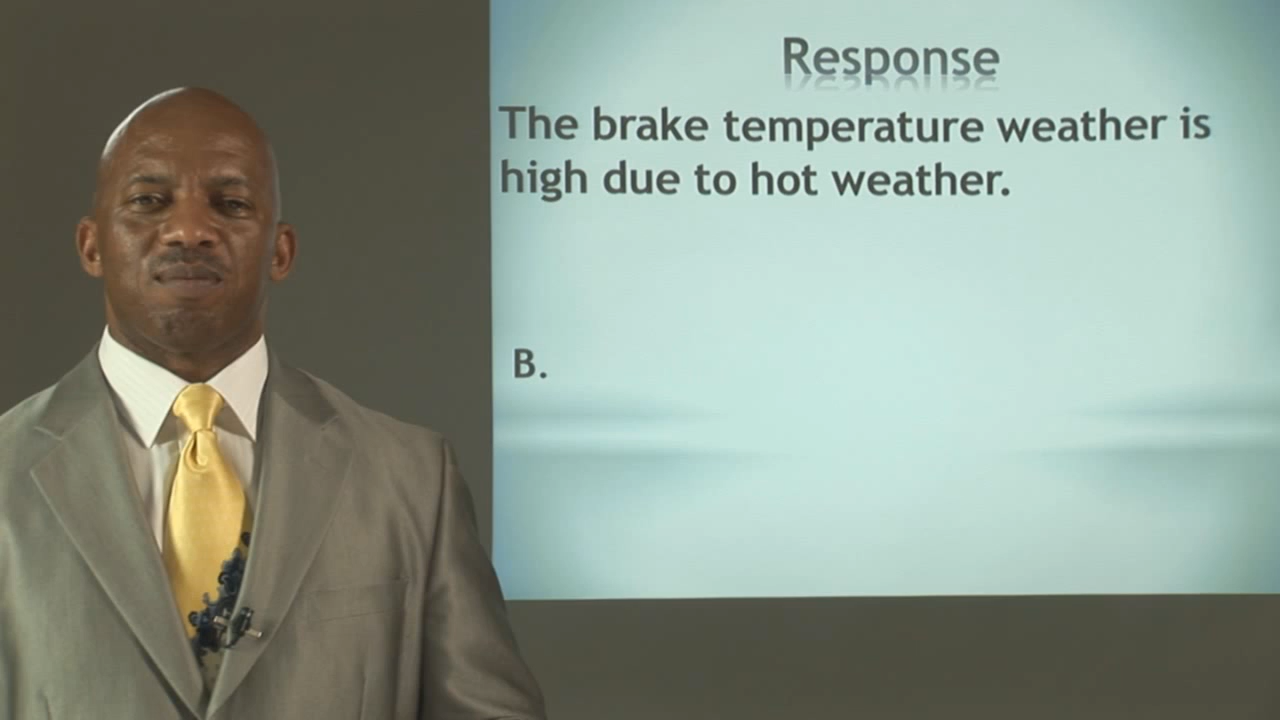 Response
The brake temperature weather is
high due to hot weather.
B.